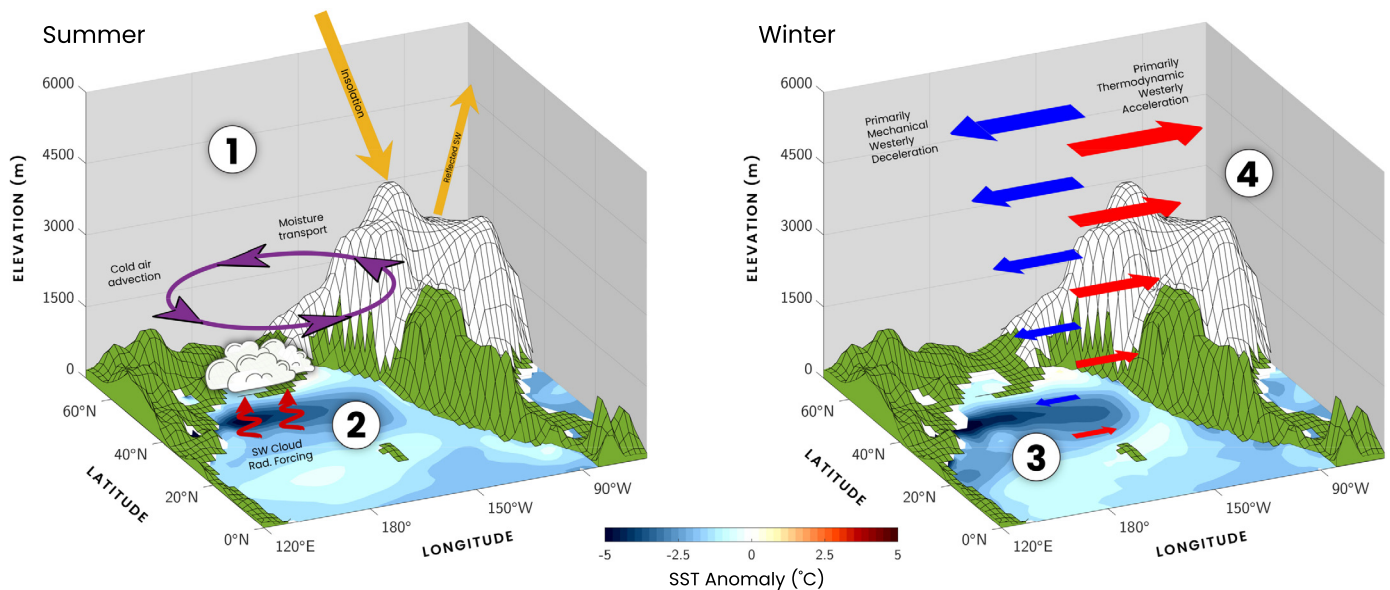 Summer
Winter
6000
4500
3000
1500
0
ELEVATION (m)
1
Insolation
Reflected SW
Moisture
transport
Cold air
advection
2
SW Cloud
Rad. Forcing
60°N
40°N
20°N
0°N
LATITUDE
120°E
180°
150°W
90°W
LONGITUDE
6000
4500
3000
1500
0
ELEVATION (m)
Primarily
Mechanical
Westerly
Deceleration
Primarily
Thermodynamic
Westerly
Acceleration
4
3
60°N
40°N
20°N
0°N
LATITUDE
120°E
180°
150°W
90°W
LONGITUDE
-5
-2.5
0
2.5
5
SST Anomaly (°C)